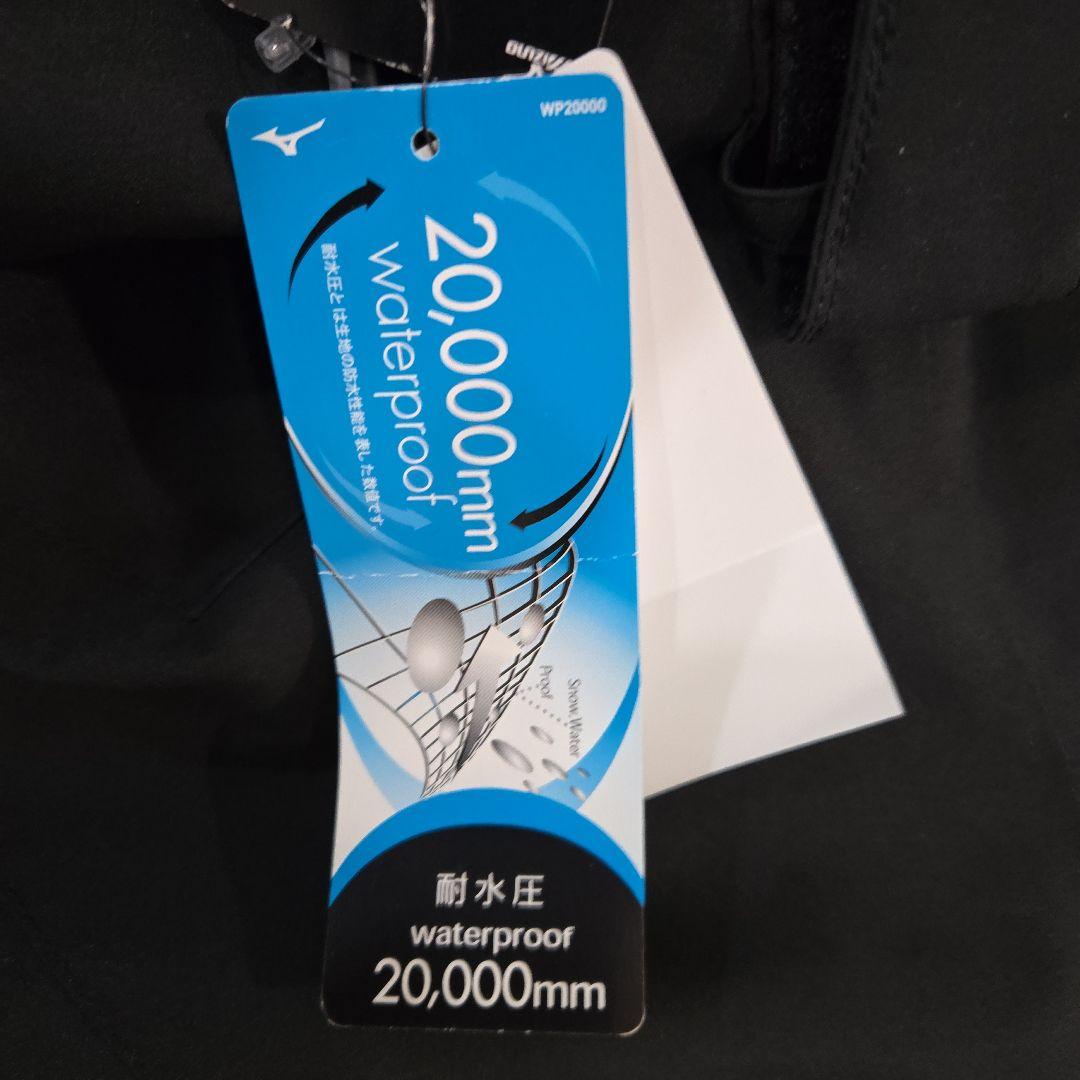 MIZUNO
WP20000
20,000mm
waterproof
耐水圧とは生地の防水性能を表した数値です。
Snow, Water
Proof
耐水圧
waterproof
20,000mm